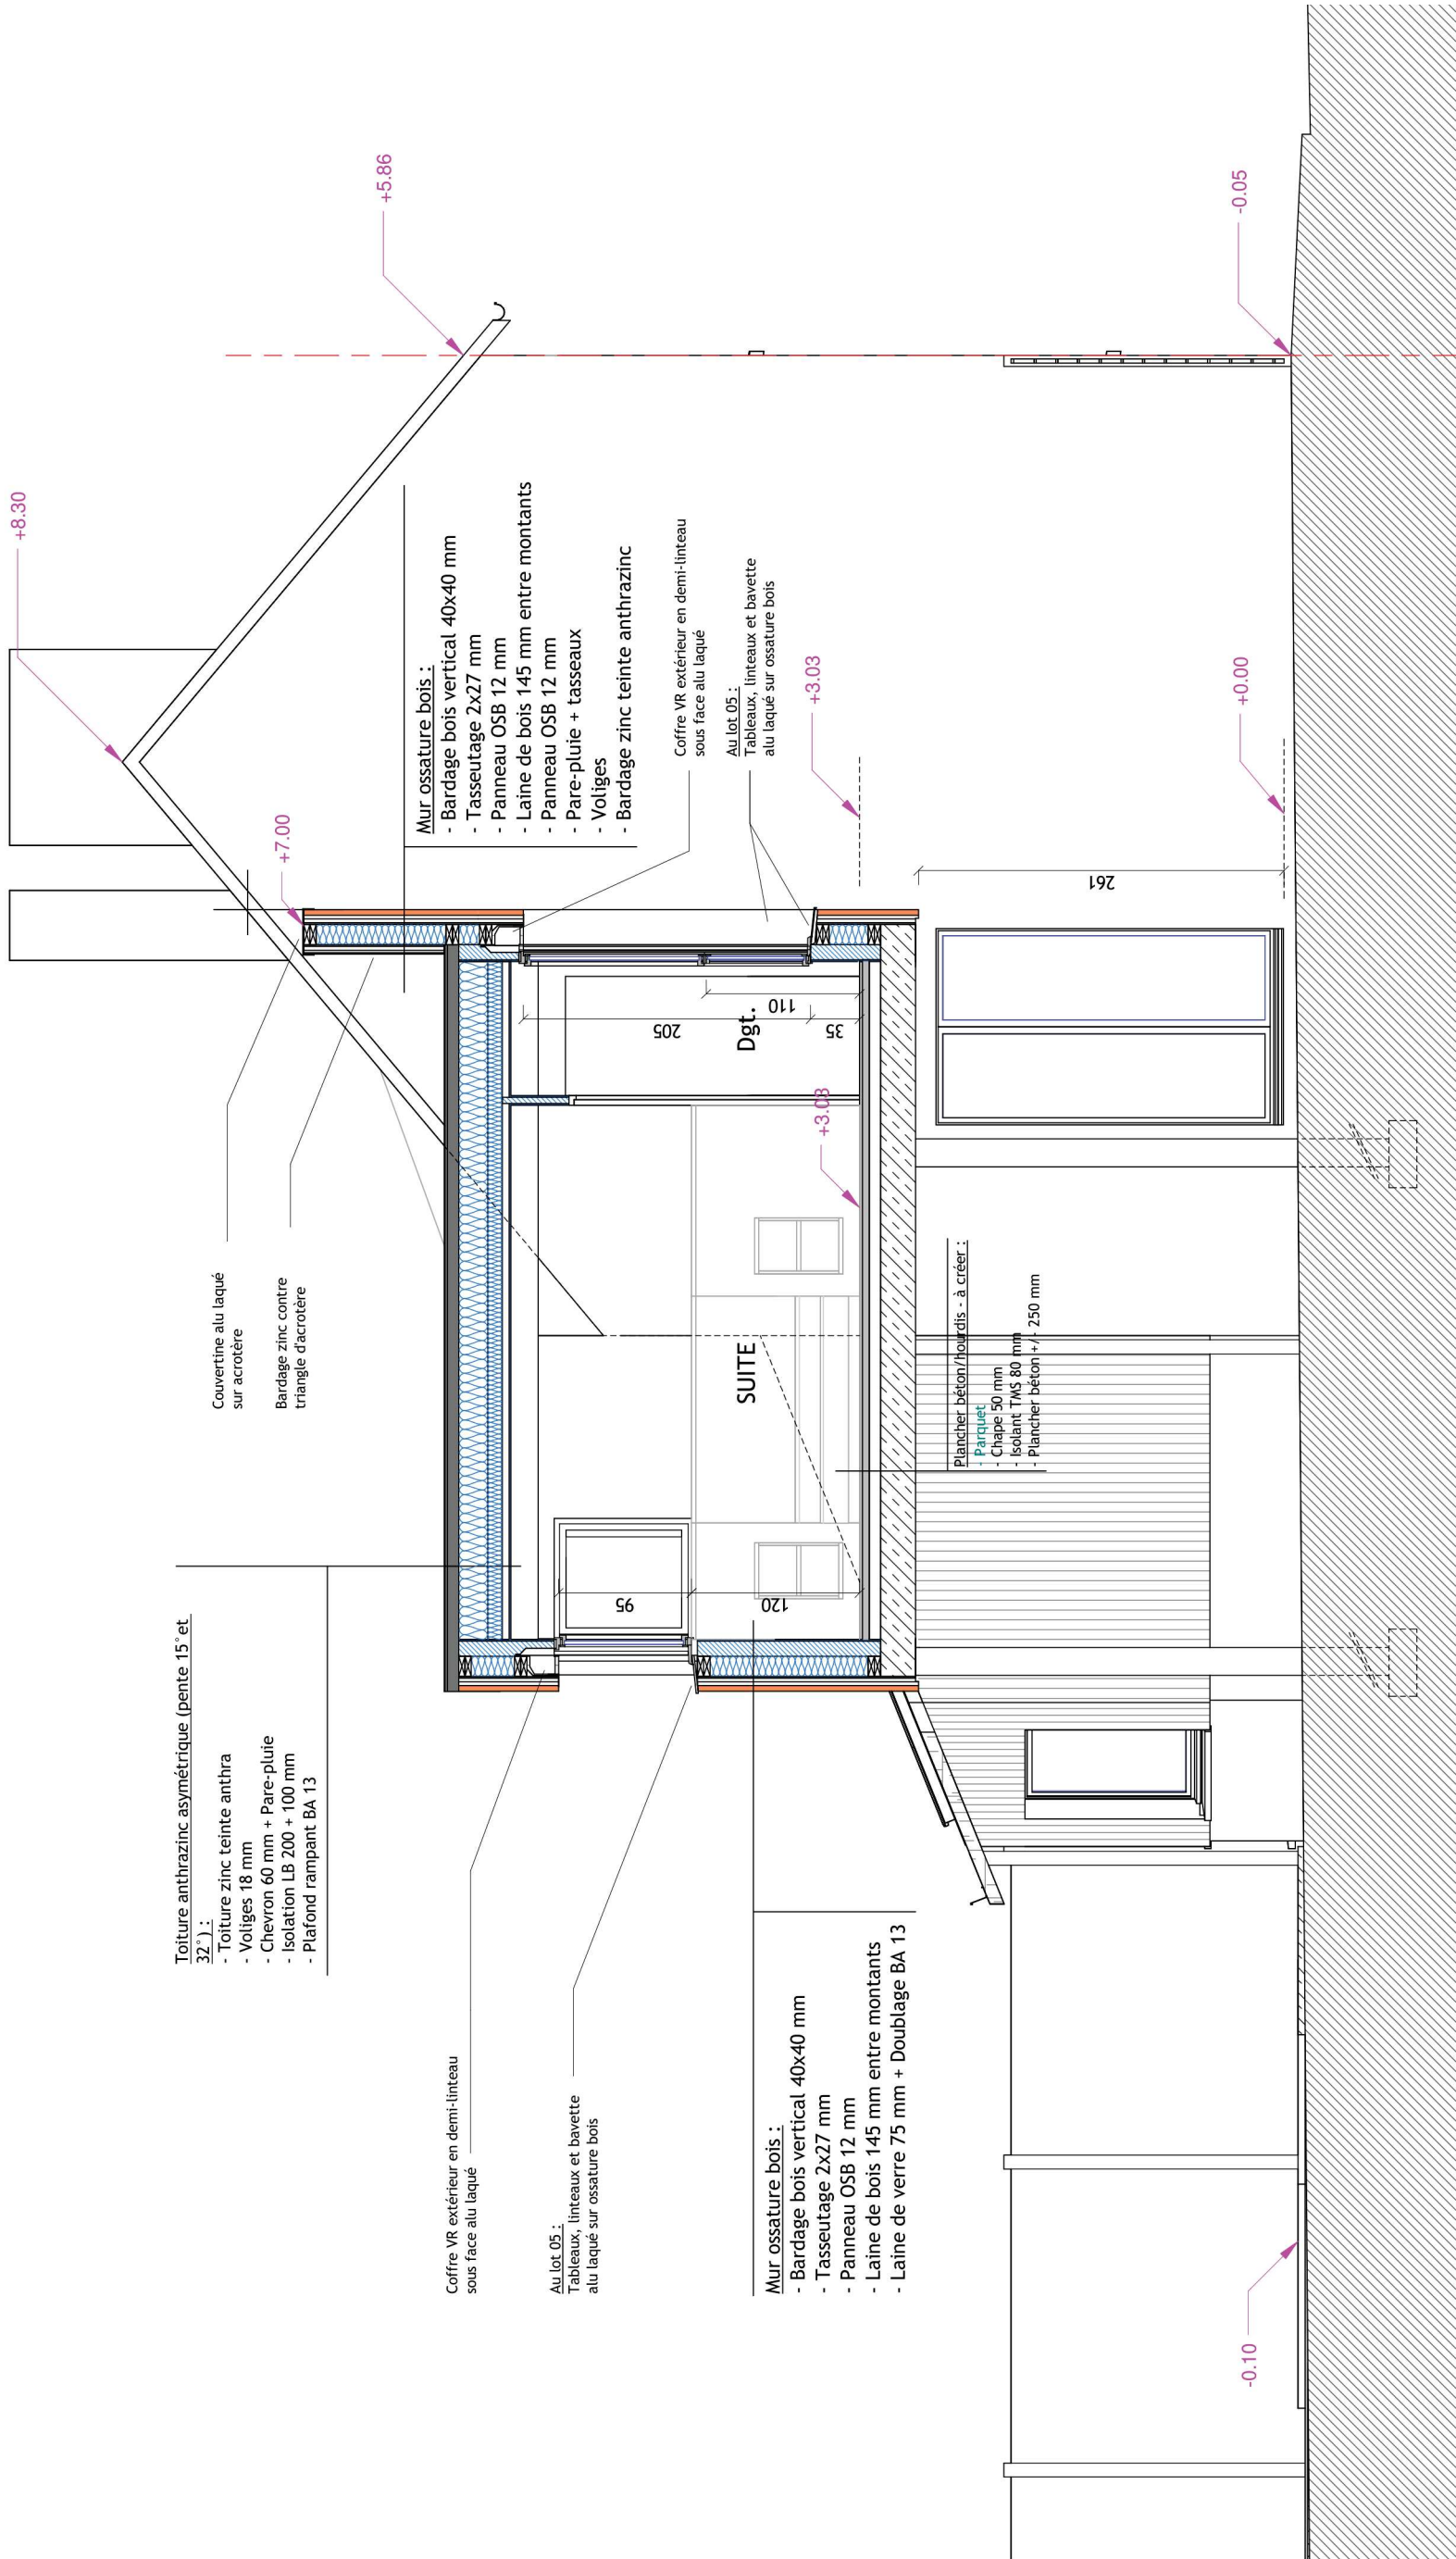 Toiture anthrazinc asymétrique (pente 15° et
32°) :
- Toiture zinc teinte anthra
- Voliges 18 mm
- Chevron 60 mm + Pare-pluie
- Isolation LB 200 + 100 mm
- Plafond rampant BA 13
Couvertine alu laqué
sur acrotère
Bardage zinc contre
triangle d'acrotère
+8.30
+7.00
+5.86
Coffre VR extérieur en demi-linteau
sous face alu laqué
Au lot 05 :
Tableaux, linteaux et bavette
alu laqué sur ossature bois
Mur ossature bois :
- Bardage bois vertical 40x40 mm
- Tasseutage 2x27 mm
- Panneau OSB 12 mm
- Laine de bois 145 mm entre montants
- Panneau OSB 12 mm
- Pare-pluie + tasseaux
- Voliges
- Bardage zinc teinte anthrazinc
Coffre VR extérieur en demi-linteau
sous face alu laqué
Au lot 05 :
Tableaux, linteaux et bavette
alu laqué sur ossature bois
95
120
SUITE
Dgt.
205
110
35
+3.03
+3.03
Mur ossature bois :
- Bardage bois vertical 40x40 mm
- Tasseutage 2x27 mm
- Panneau OSB 12 mm
- Laine de bois 145 mm entre montants
- Laine de verre 75 mm + Doublage BA 13
Plancher béton/hourdis - à créer :
- Parquet
- Chape 50 mm
- Isolant TMS 80 mm
- Plancher béton +/- 250 mm
261
+0.00
-0.05
-0.10